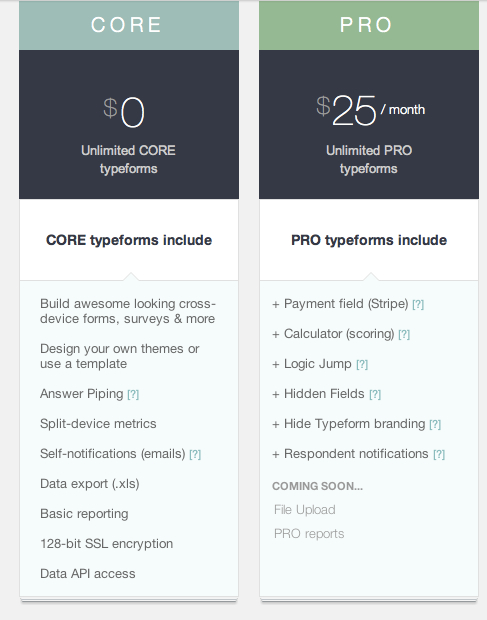 CORE
$0
Unlimited CORE
typeforms
CORE typeforms include
Build awesome looking cross-
device forms, surveys & more
Design your own themes or
use a template
Answer Piping [?]
Split-device metrics
Self-notifications (emails) [?]
Data export (.xls)
Basic reporting
128-bit SSL encryption
Data API access
PRO
$25 / month
Unlimited PRO
typeforms
PRO typeforms include
+ Payment field (Stripe) [?]
+ Calculator (scoring) [?]
+ Logic Jump [?]
+ Hidden Fields [?]
+ Hide Typeform branding [?]
+ Respondent notifications [?]
COMING SOON...
File Upload
PRO reports